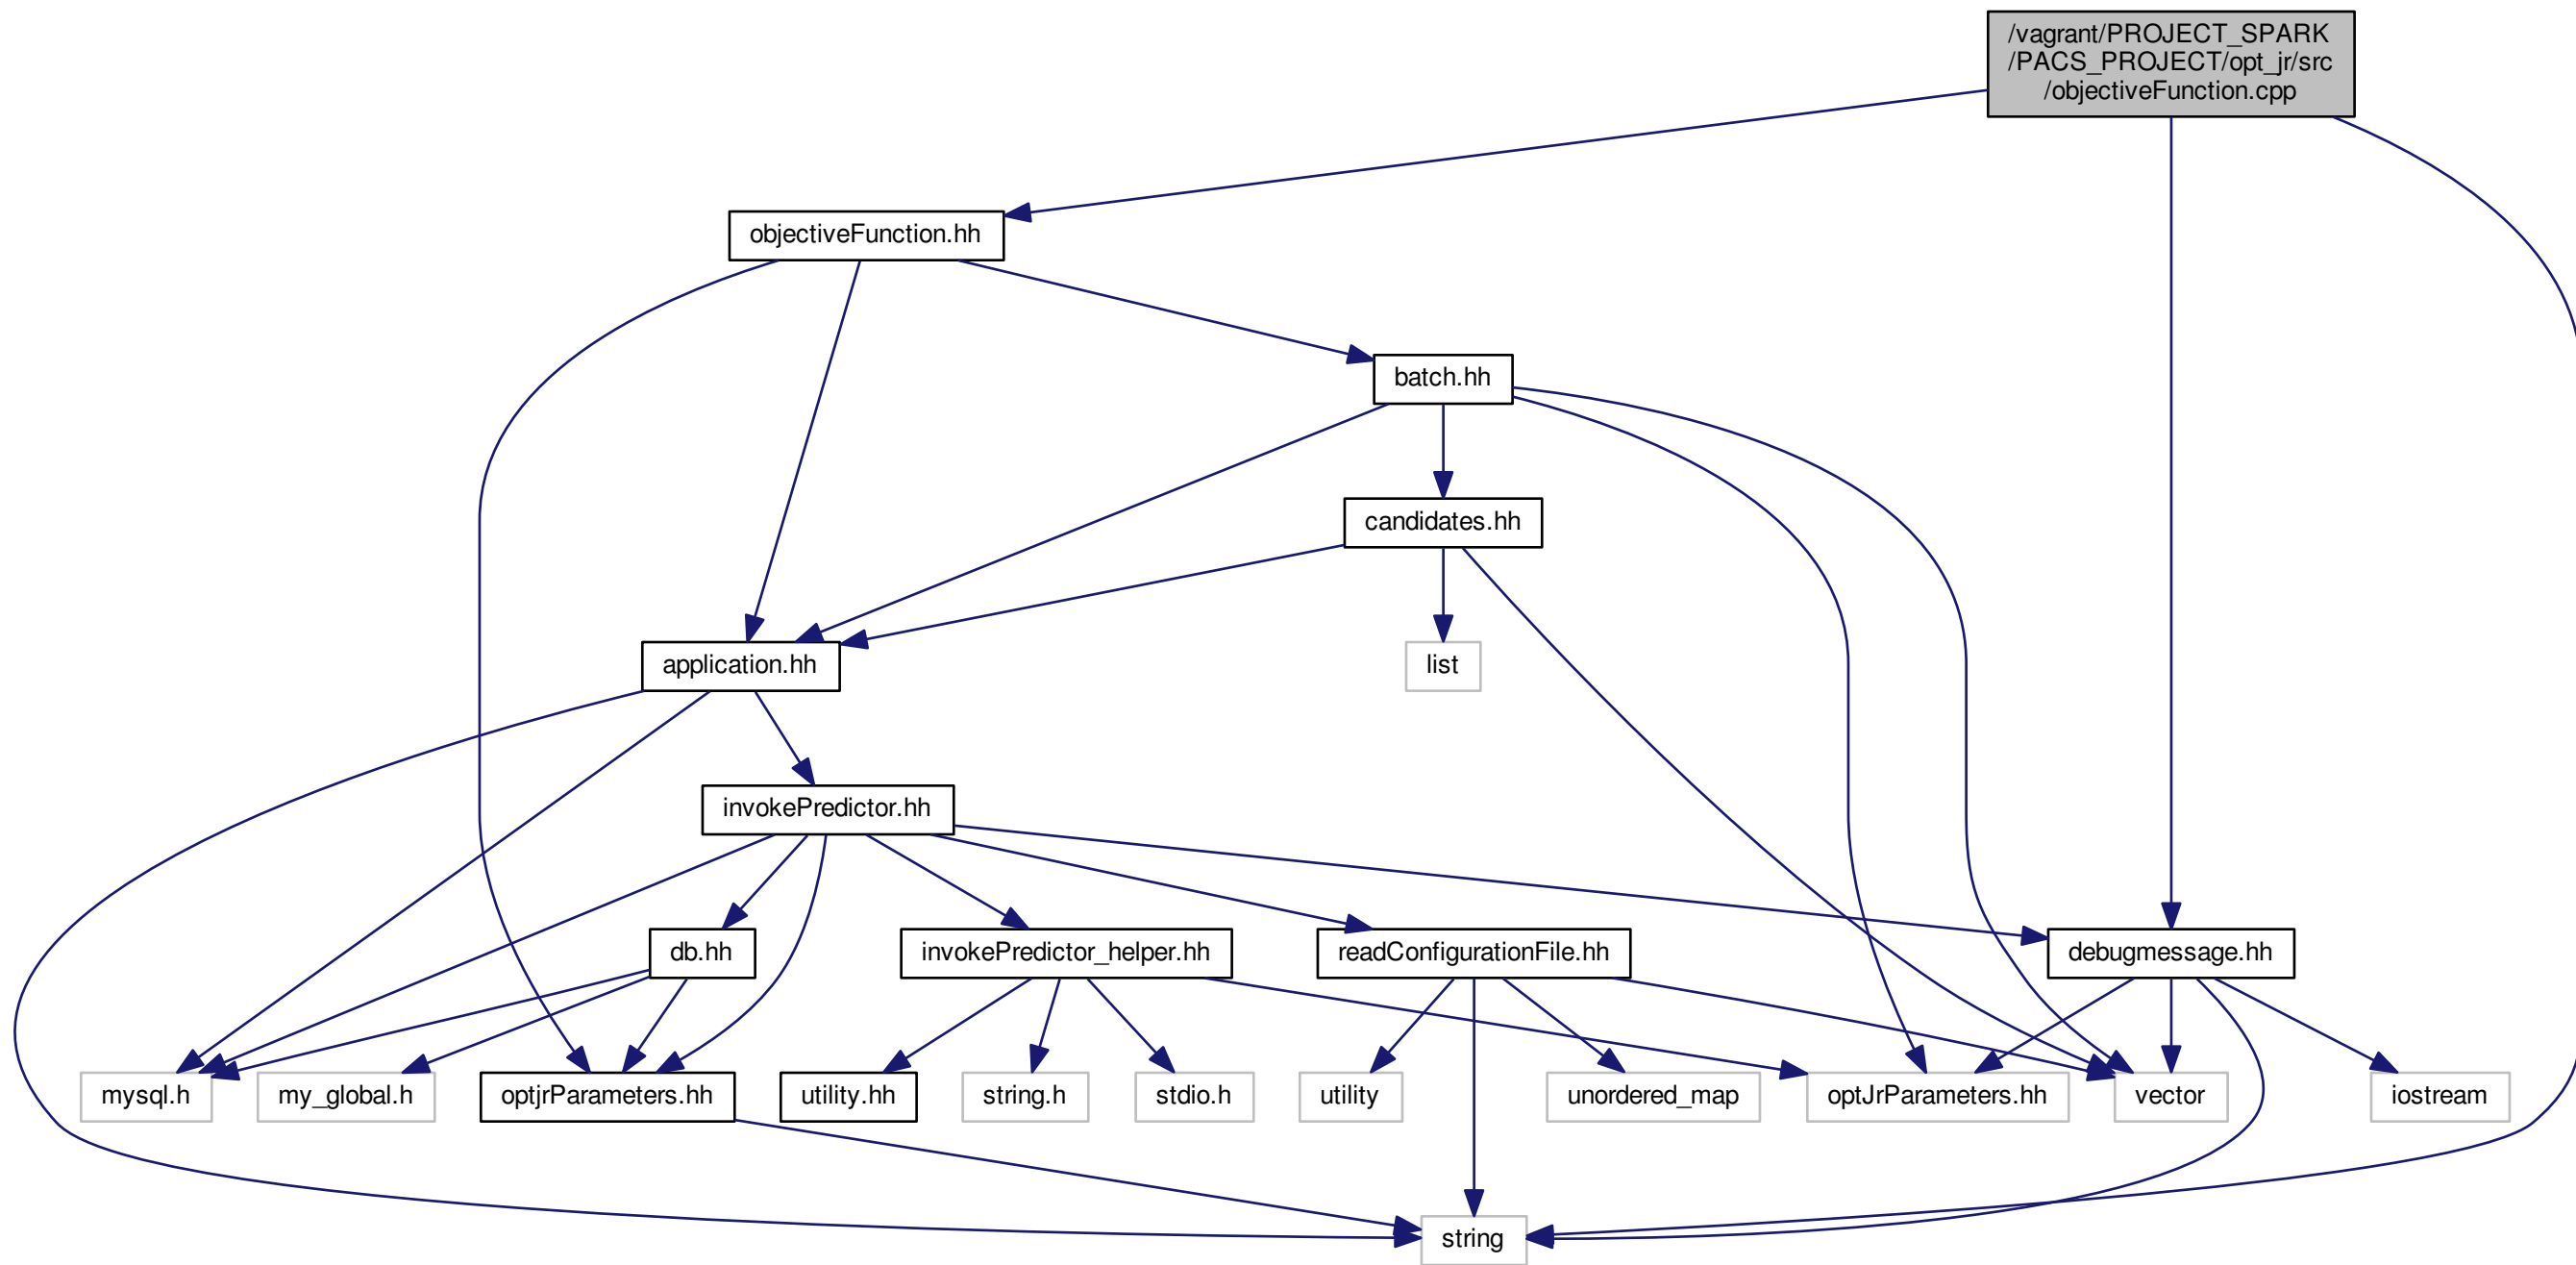 /vagrant/PROJECT_SPARK
/PACS_PROJECT/opt_jr/src
/objectiveFunction.cpp
objectiveFunction.hh
batch.hh
candidates.hh
application.hh
list
invokePredictor.hh
db.hh
invokePredictor_helper.hh
readConfigurationFile.hh
debugmessage.hh
mysql.h
my_global.h
optjrParameters.hh
utility.hh
string.h
stdio.h
utility
unordered_map
optJrParameters.hh
vector
iostream
string